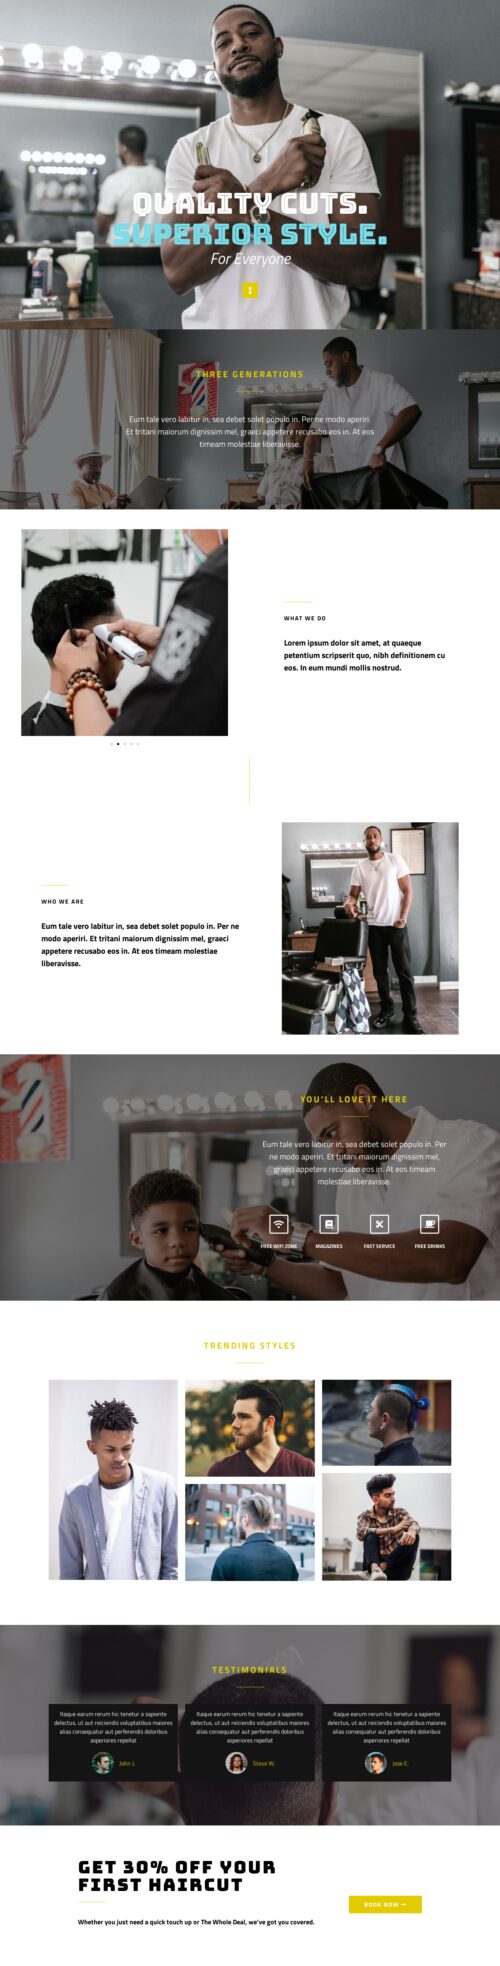 QUALITY CUTS.
SUPERIOR STYLE.
For Everyone
THREE GENERATIONS
Eum tale vero labitur in, sea debet solet populo in. Per ne modo aperiri.
Et tritani maiorum dignissim mel, graeci appetere recusabo eos in. At eos
timeam molestiae liberavisse.
WHAT WE DO
Lorem ipsum dolor sit amet, at quaeque
petentium scripserit quo, nibh definitionem cu
eos. In eum mundi mollis nostrud.
WHO WE ARE
Eum tale vero labitur in, sea debet solet populo in. Per ne
modo aperiri. Et tritani maiorum dignissim mel, graeci
appetere recusabo eos in. At eos timeam molestiae
liberavisse.
YOU'LL LOVE IT HERE
Eum tale vero labitur in, sea debet solet populo in. Per
ne modo aperiri. Et tritani maiorum dignissim mel,
graeci appetere recusabo eos in. At eos timeam
molestiae liberavisse.
FREE WIFI ZONE
MAGAZINES
FAST SERVICE
FREE DRINKS
TRENDING STYLES
TESTIMONIALS
Itaque earum rerum hic tenetur a sapiente
delectus, ut aut reiciendis voluptatibus maiores
alias consequatur aut perferendis doloribus
asperiores repellat
John J.
Itaque earum rerum hic tenetur a sapiente
delectus, ut aut reiciendis voluptatibus maiores
alias consequatur aut perferendis doloribus
asperiores repellat
Steve W.
Itaque earum rerum hic tenetur a sapiente
delectus, ut aut reiciendis voluptatibus maiores
alias consequatur aut perferendis doloribus
asperiores repellat
Jose E.
GET 30% OFF YOUR
FIRST HAIRCUT
Whether you just need a quick touch up or The Whole Deal, we've got you covered.
BOOK NOW